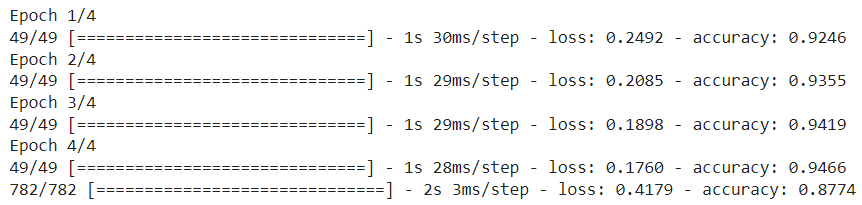 Epoch 1/4
49/49 [==============================] - 1s 30ms/step - loss: 0.2492 - accuracy: 0.9246
Epoch 2/4
49/49 [==============================] - 1s 29ms/step - loss: 0.2085 - accuracy: 0.9355
Epoch 3/4
49/49 [==============================] - 1s 29ms/step - loss: 0.1898 - accuracy: 0.9419
Epoch 4/4
49/49 [==============================] - 1s 28ms/step - loss: 0.1760 - accuracy: 0.9466
782/782 [==============================] - 2s 3ms/step - loss: 0.4179 - accuracy: 0.8774